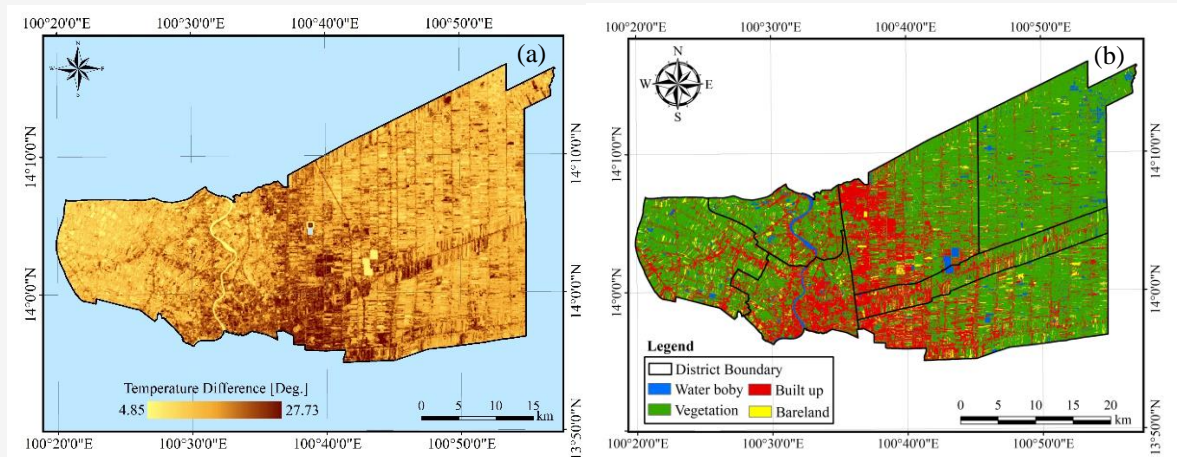 100°20'0"E 100°30'0"E 100°40'0"E 100°50'0"E
(a)
N
W E
S
14°10'0"N
14°0'0"N
14°10'0"N
14°0'0"N
13°50'0"N
Temperature Difference [Deg.]
4.85 27.73
0 5 10 15
km
100°20'0"E 100°30'0"E 100°40'0"E 100°50'0"E
100°20'0"E 100°30'0"E 100°40'0"E 100°50'0"E
(b)
N
W E
S
14°10'0"N
14°0'0"N
14°10'0"N
14°0'0"N
13°50'0"N
Legend
District Boundary
Water boby Built up
Vegetation Bareland
0 5 10 15 20
km
100°20'0"E 100°30'0"E 100°40'0"E 100°50'0"E